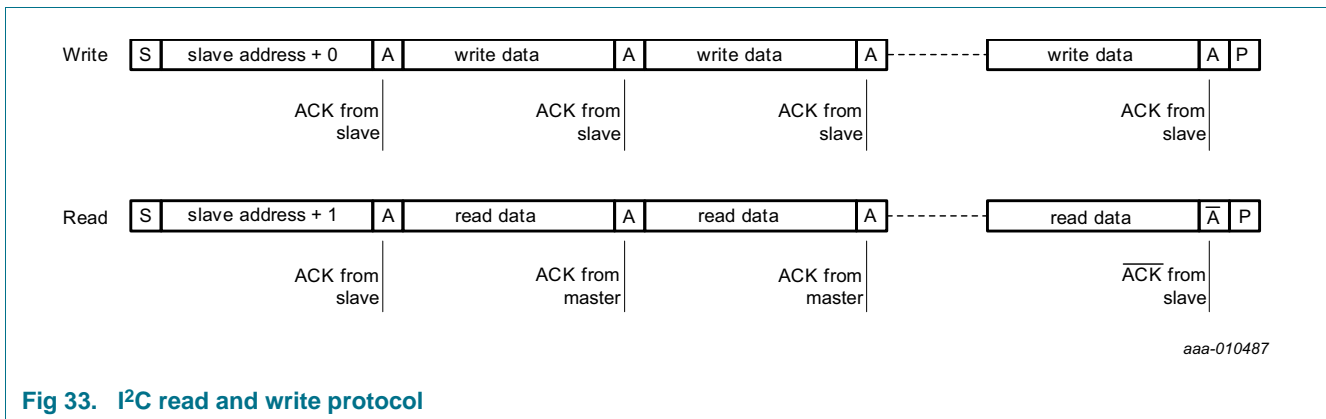 Write S slave address + 0 A write data A write data A write data A P
ACK from ACK from ACK from ACK from
slave slave slave slave
Read S slave address + 1 A read data A read data A read data A̅ P
ACK from ACK from ACK from A̅C̅K̅ from
slave master master slave
aaa-010487
Fig 33. I²C read and write protocol